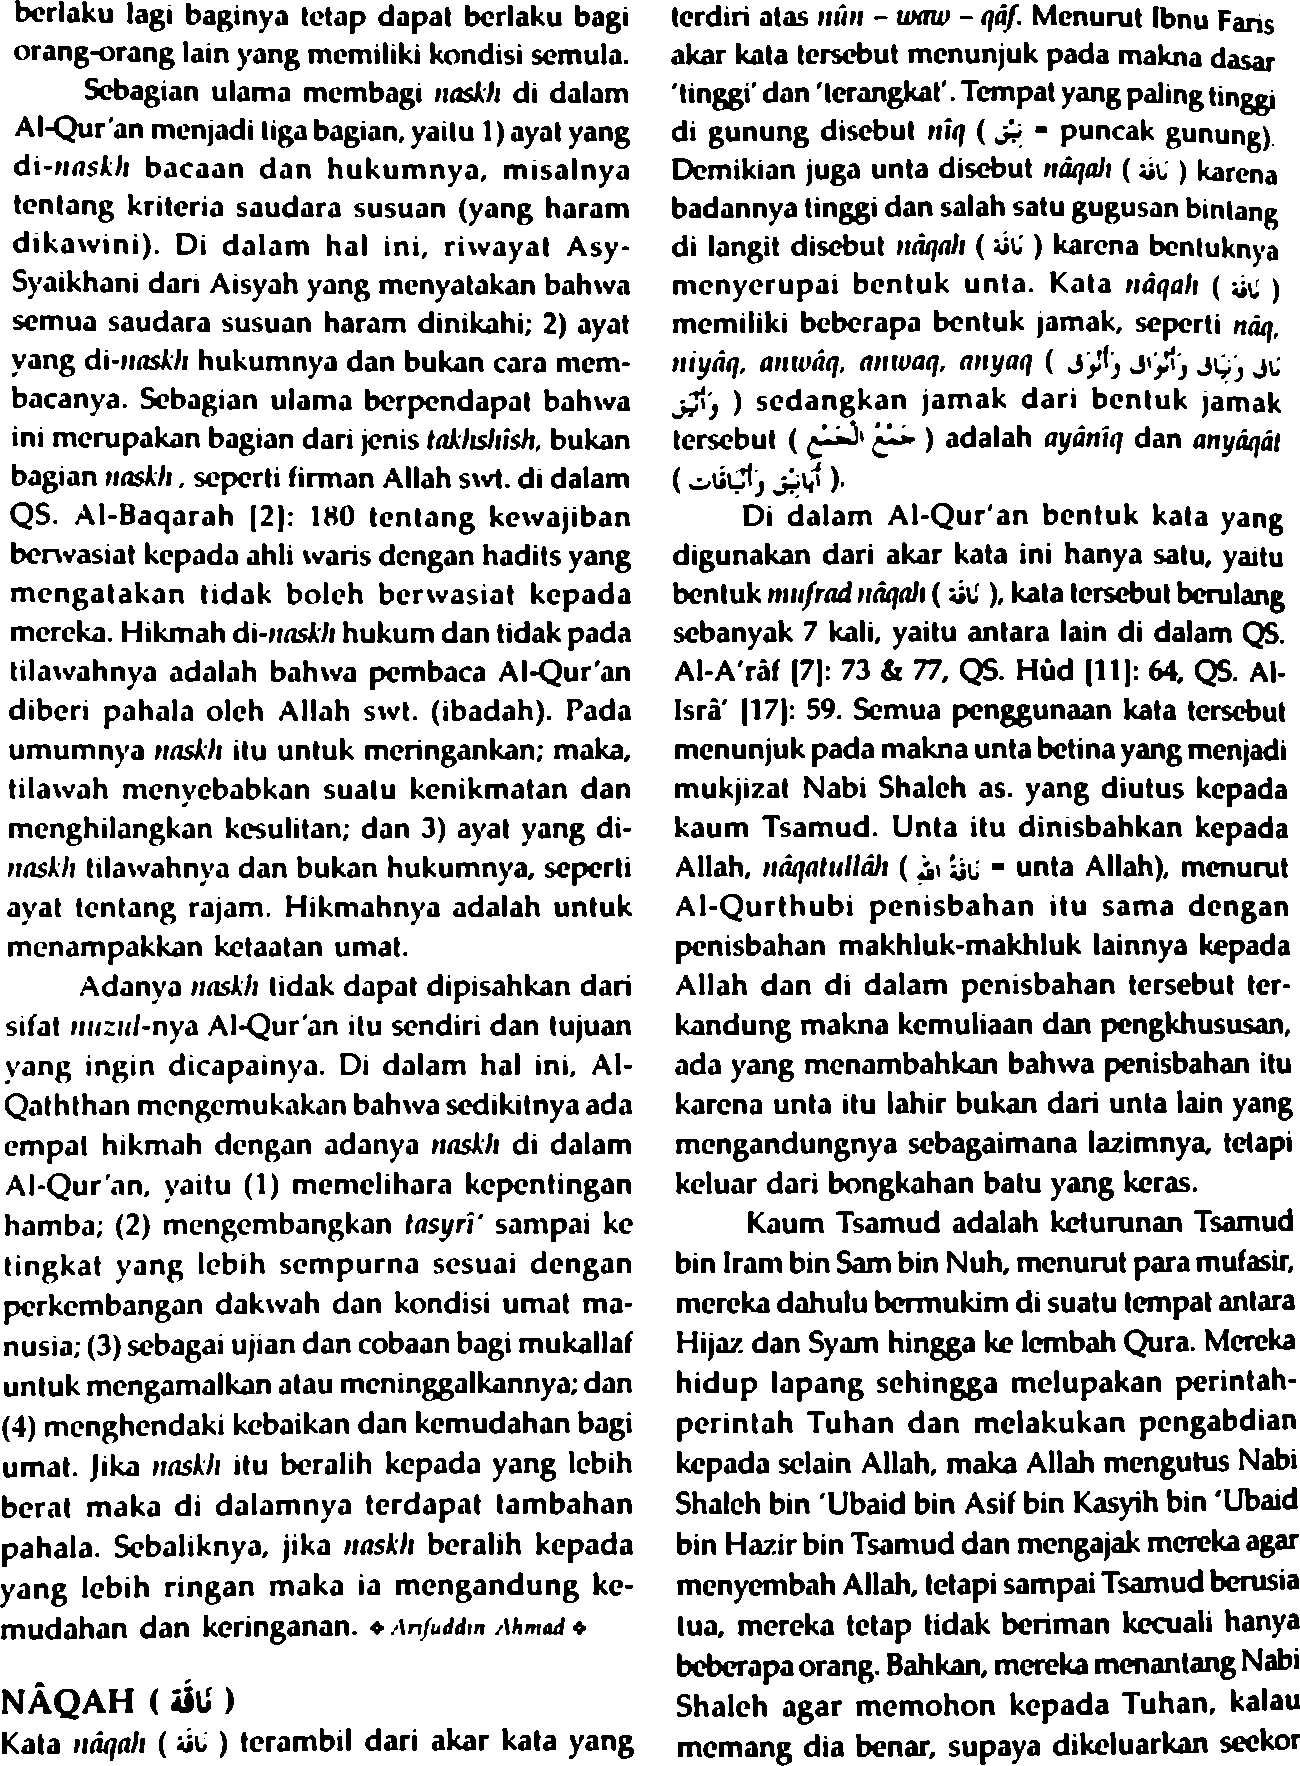 berlaku lagi baginya tetap dapat berlaku bagi
orang-orang lain yang memiliki kondisi semula.
Sebagian ulama membagi naskh di dalam
Al-Qur'an menjadi tiga bagian, yaitu 1) ayat yang
di-naskh bacaan dan hukumnya, misalnya
tentang kriteria saudara susuan (yang haram
dikawini). Di dalam hal ini, riwayat Asy-
Syaikhani dari Aisyah yang menyatakan bahwa
semua saudara susuan haram dinikahi; 2) ayat
yang di-naskh hukumnya dan bukan cara mem-
bacanya. Sebagian ulama berpendapat bahwa
ini merupakan bagian dari jenis takhshîsh, bukan
bagian naskh, seperti firman Allah swt. di dalam
QS. Al-Baqarah [2]: 180 tentang kewajiban
berwasiat kepada ahli waris dengan hadits yang
mengatakan tidak boleh berwasiat kepada
mereka. Hikmah di-naskh hukum dan tidak pada
tilawahnya adalah bahwa pembaca Al-Qur'an
diberi pahala oleh Allah swt. (ibadah). Pada
umumnya naskh itu untuk meringankan; maka,
tilawah menyebabkan suatu kenikmatan dan
menghilangkan kesulitan; dan 3) ayat yang di-
naskh tilawahnya dan bukan hukumnya, seperti
ayat tentang rajam. Hikmahnya adalah untuk
menampakkan ketaatan umat.
Adanya naskh tidak dapat dipisahkan dari
sifat nuzul-nya Al-Qur'an itu sendiri dan tujuan
yang ingin dicapainya. Di dalam hal ini, Al-
Qaththan mengemukakan bahwa sedikitnya ada
empat hikmah dengan adanya naskh di dalam
Al-Qur'an, yaitu (1) memelihara kepentingan
hamba; (2) mengembangkan tasyrî' sampai ke
tingkat yang lebih sempurna sesuai dengan
perkembangan dakwah dan kondisi umat ma-
nusia; (3) sebagai ujian dan cobaan bagi mukallaf
untuk mengamalkan atau meninggalkannya; dan
(4) menghendaki kebaikan dan kemudahan bagi
umat. Jika naskh itu beralih kepada yang lebih
berat maka di dalamnya terdapat tambahan
pahala. Sebaliknya, jika naskh beralih kepada
yang lebih ringan maka ia mengandung ke-
mudahan dan keringanan. ◆ Arifuddin Ahmad ◆
NÂQAH ( نَاقَة )
Kata nâqah ( نَاقَة ) terambil dari akar kata yang
terdiri atas nûn – waw – qâf. Menurut Ibnu Faris
akar kata tersebut menunjuk pada makna dasar
'tinggi' dan 'terangkat'. Tempat yang paling tinggi
di gunung disebut nîq ( نِيْق = puncak gunung).
Demikian juga unta disebut nâqah ( نَاقَة ) karena
badannya tinggi dan salah satu gugusan bintang
di langit disebut nâqah ( نَاقَة ) karena bentuknya
menyerupai bentuk unta. Kata nâqah ( نَاقَة )
memiliki beberapa bentuk jamak, seperti nâq,
niyâq, anwâq, anwaq, anyaq ( نَاق وَنِيَاق وَأَنْوَاق وَأَنْوَق
وَأَنْيَق ) sedangkan jamak dari bentuk jamak
tersebut ( جَمْعُ الْجَمْعِ ) adalah ayânîq dan anyâqât
( أَيَانِيْق وَأَنْيَاقَات ).
Di dalam Al-Qur'an bentuk kata yang
digunakan dari akar kata ini hanya satu, yaitu
bentuk mufrad nâqah ( نَاقَة ), kata tersebut berulang
sebanyak 7 kali, yaitu antara lain di dalam QS.
Al-A'râf [7]: 73 & 77, QS. Hûd [11]: 64, QS. Al-
Isrâ' [17]: 59. Semua penggunaan kata tersebut
menunjuk pada makna unta betina yang menjadi
mukjizat Nabi Shaleh as. yang diutus kepada
kaum Tsamud. Unta itu dinisbahkan kepada
Allah, nâqatullâh ( نَاقَةُ اللهِ = unta Allah), menurut
Al-Qurthubi penisbahan itu sama dengan
penisbahan makhluk-makhluk lainnya kepada
Allah dan di dalam penisbahan tersebut ter-
kandung makna kemuliaan dan pengkhususan,
ada yang menambahkan bahwa penisbahan itu
karena unta itu lahir bukan dari unta lain yang
mengandungnya sebagaimana lazimnya, tetapi
keluar dari bongkahan batu yang keras.
Kaum Tsamud adalah keturunan Tsamud
bin Iram bin Sam bin Nuh, menurut para mufasir,
mereka dahulu bermukim di suatu tempat antara
Hijaz dan Syam hingga ke lembah Qura. Mereka
hidup lapang sehingga melupakan perintah-
perintah Tuhan dan melakukan pengabdian
kepada selain Allah, maka Allah mengutus Nabi
Shaleh bin 'Ubaid bin Asif bin Kasyih bin 'Ubaid
bin Hazir bin Tsamud dan mengajak mereka agar
menyembah Allah, tetapi sampai Tsamud berusia
tua, mereka tetap tidak beriman kecuali hanya
beberapa orang. Bahkan, mereka menantang Nabi
Shaleh agar memohon kepada Tuhan, kalau
memang dia benar, supaya dikeluarkan seekor